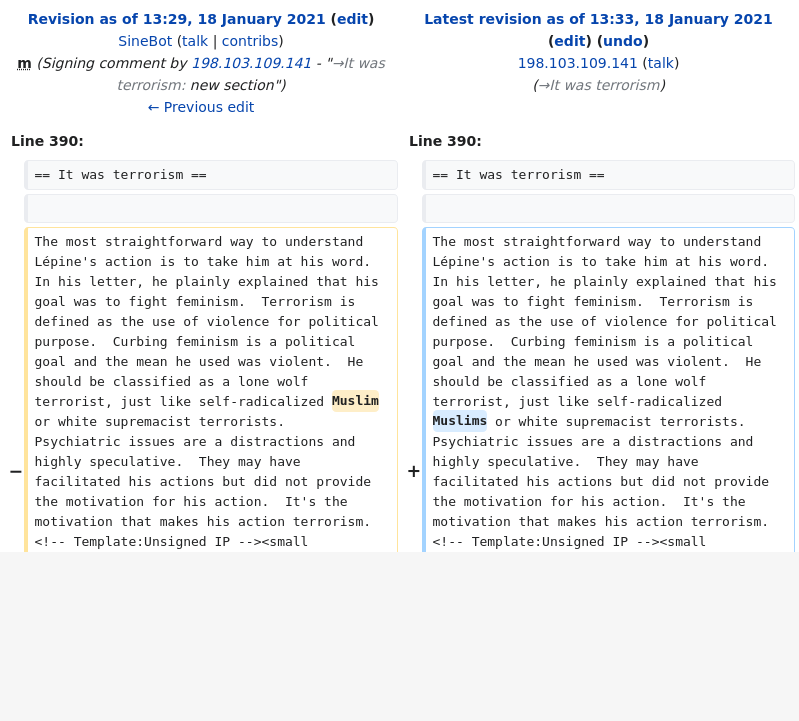 Revision as of 13:29, 18 January 2021 (edit)
SineBot (talk | contribs)
m (Signing comment by 198.103.109.141 - "→It was
terrorism: new section")
← Previous edit
Latest revision as of 13:33, 18 January 2021
(edit) (undo)
198.103.109.141 (talk)
(→It was terrorism)
Line 390:
Line 390:
== It was terrorism ==
== It was terrorism ==
−
The most straightforward way to understand
Lépine's action is to take him at his word.
In his letter, he plainly explained that his
goal was to fight feminism.  Terrorism is
defined as the use of violence for political
purpose.  Curbing feminism is a political
goal and the mean he used was violent.  He
should be classified as a lone wolf
terrorist, just like self-radicalized Muslim
or white supremacist terrorists.
Psychiatric issues are a distractions and
highly speculative.  They may have
facilitated his actions but did not provide
the motivation for his action.  It's the
motivation that makes his action terrorism.
<!-- Template:Unsigned IP --><small
+
The most straightforward way to understand
Lépine's action is to take him at his word.
In his letter, he plainly explained that his
goal was to fight feminism.  Terrorism is
defined as the use of violence for political
purpose.  Curbing feminism is a political
goal and the mean he used was violent.  He
should be classified as a lone wolf
terrorist, just like self-radicalized
Muslims or white supremacist terrorists.
Psychiatric issues are a distractions and
highly speculative.  They may have
facilitated his actions but did not provide
the motivation for his action.  It's the
motivation that makes his action terrorism.
<!-- Template:Unsigned IP --><small